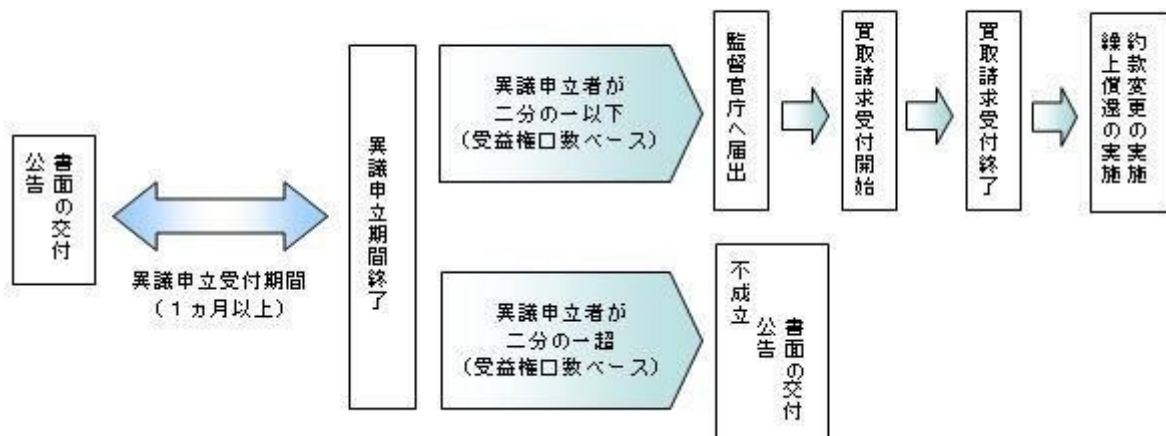 書面の交付
公告
異議申立受付期間
（１ヵ月以上）
異議申立期間終了
異議申立者が
二分の一以下
（受益権口数ベース）
監督官庁へ届出
買取請求受付開始
買取請求受付終了
約款変更の実施
繰上償還の実施
異議申立者が
二分の一超
（受益権口数ベース）
不成立
書面の交付
公告